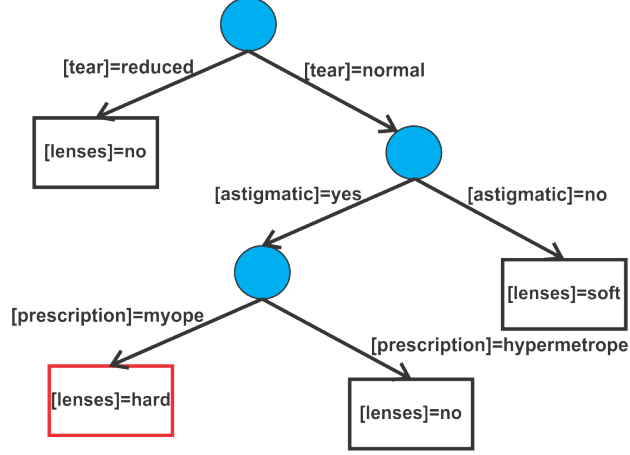 [tear]=reduced
[tear]=normal
[lenses]=no
[astigmatic]=yes
[astigmatic]=no
[lenses]=soft
[prescription]=myope
[prescription]=hypermetrope
[lenses]=hard
[lenses]=no